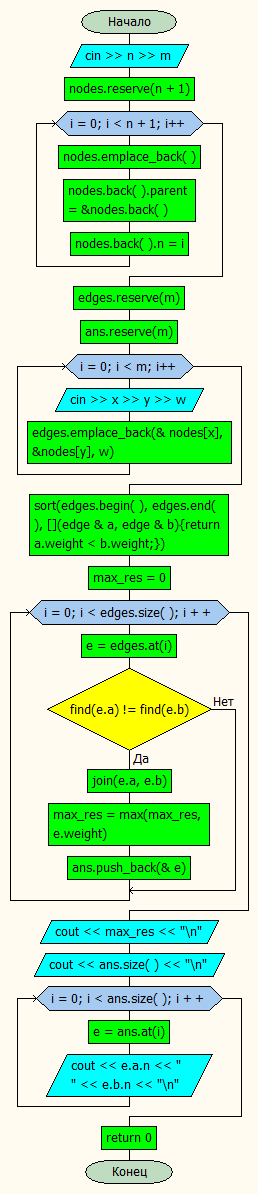 Начало
cin >> n >> m
nodes.reserve(n + 1)
i = 0; i < n + 1; i++
nodes.emplace_back( )
nodes.back( ).parent
= &nodes.back( )
nodes.back( ).n = i
edges.reserve(m)
ans.reserve(m)
i = 0; i < m; i++
cin >> x >> y >> w
edges.emplace_back(& nodes[x],
&nodes[y], w)
sort(edges.begin( ), edges.end(
), [](edge & a, edge & b){return
a.weight < b.weight;})
max_res = 0
i = 0; i < edges.size( ); i + +
e = edges.at(i)
find(e.a) != find(e.b)
Нет
Да
join(e.a, e.b)
max_res = max(max_res,
e.weight)
ans.push_back(& e)
cout << max_res << "\n"
cout << ans.size( ) << "\n"
i = 0; i < ans.size( ); i + +
e = ans.at(i)
cout << e.a.n << "
" << e.b.n << "\n"
return 0
Конец